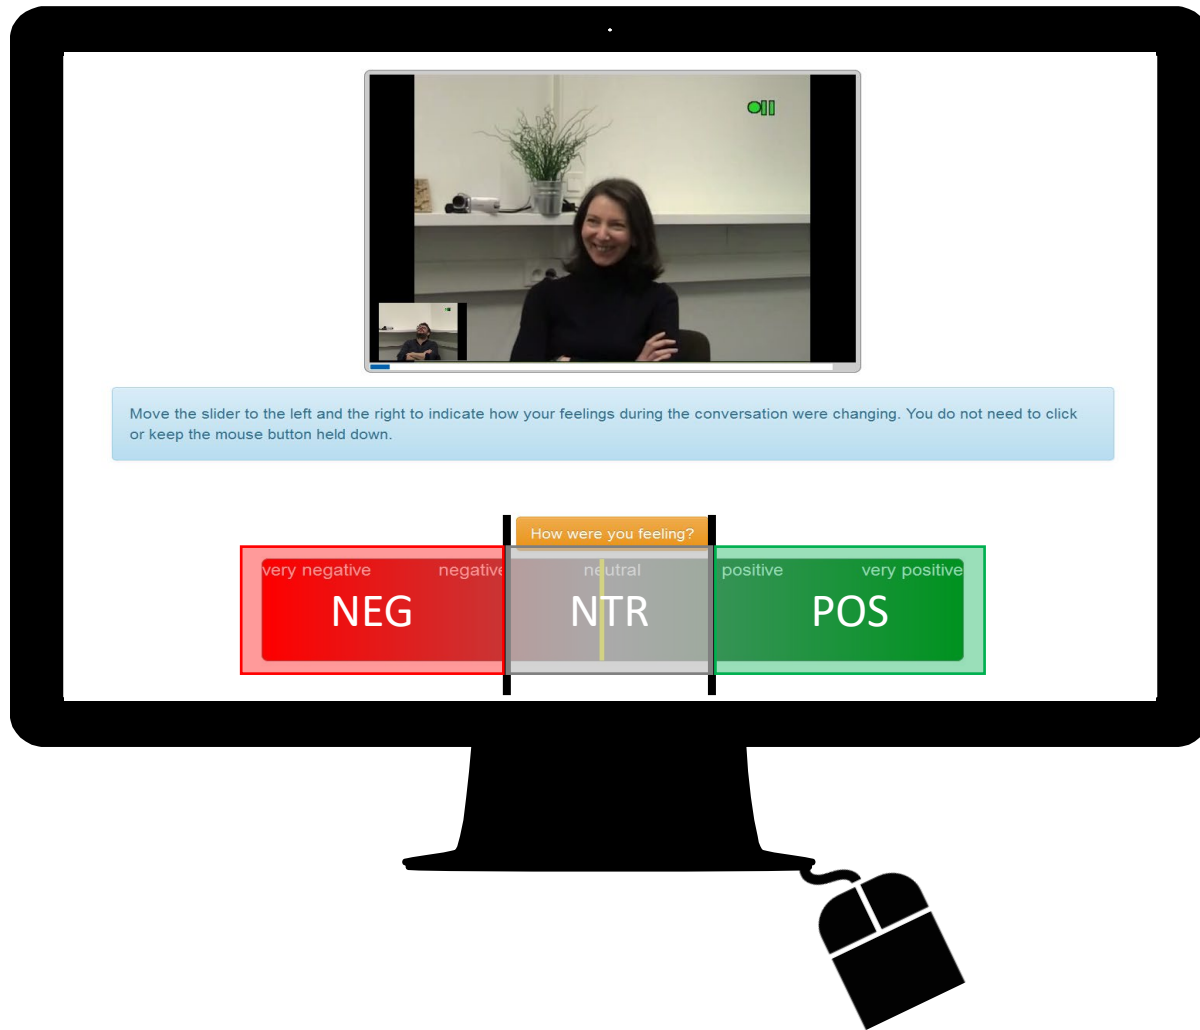 Move the slider to the left and the right to indicate how your feelings during the conversation were changing. You do not need to click
or keep the mouse button held down.
How were you feeling?
very negative negative neutral positive very positive
NEG NTR POS